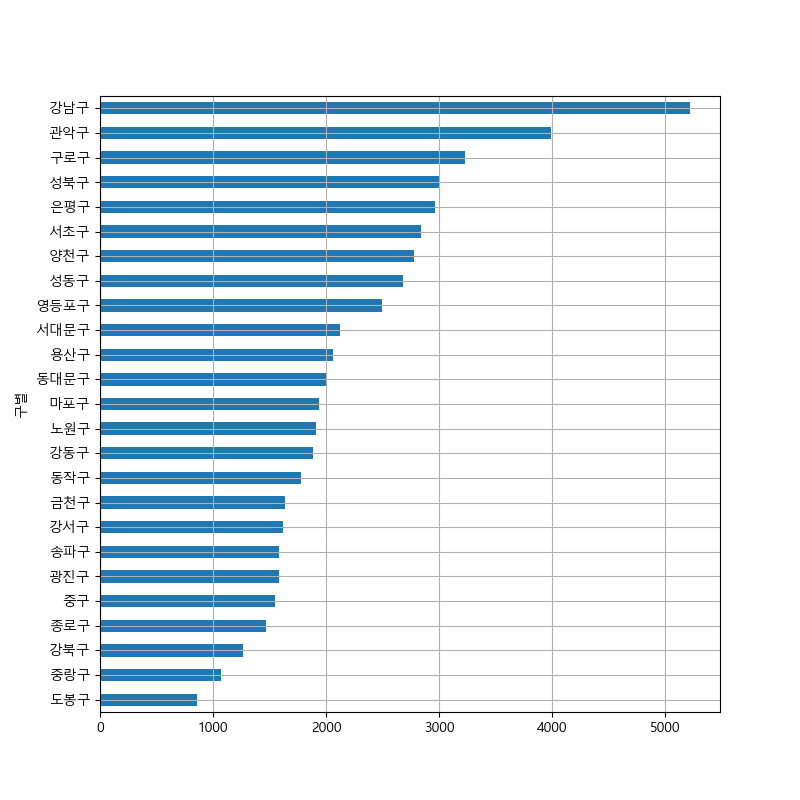 강남구
관악구
구로구
성북구
은평구
서초구
양천구
성동구
영등포구
서대문구
용산구
동대문구
마포구
노원구
강동구
동작구
금천구
강서구
송파구
광진구
중구
종로구
강북구
중랑구
도봉구
구별
0 1000 2000 3000 4000 5000